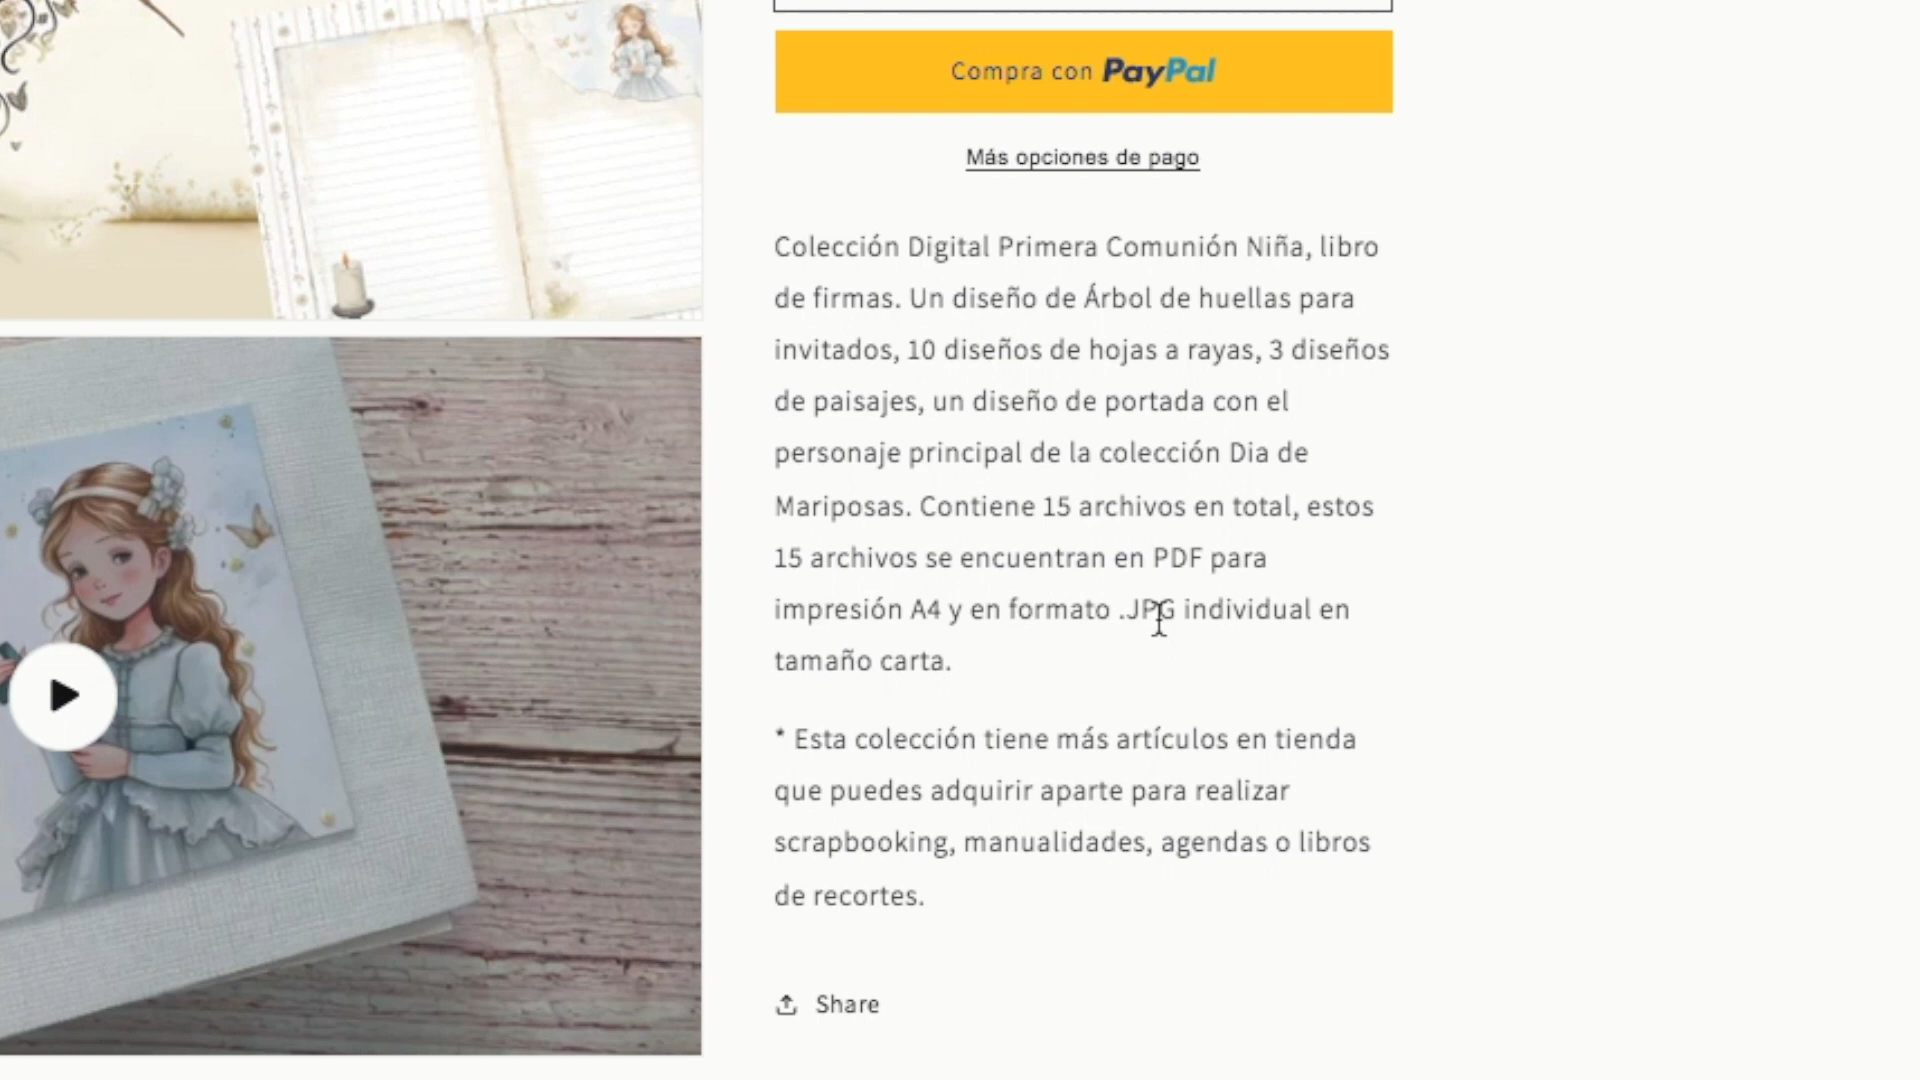 Compra con PayPal
Más opciones de pago
Colección Digital Primera Comunión Niña, libro
de firmas. Un diseño de Árbol de huellas para
invitados, 10 diseños de hojas a rayas, 3 diseños
de paisajes, un diseño de portada con el
personaje principal de la colección Dia de
Mariposas. Contiene 15 archivos en total, estos
15 archivos se encuentran en PDF para
impresión A4 y en formato .JPG individual en
tamaño carta.
* Esta colección tiene más artículos en tienda
que puedes adquirir aparte para realizar
scrapbooking, manualidades, agendas o libros
de recortes.
Share